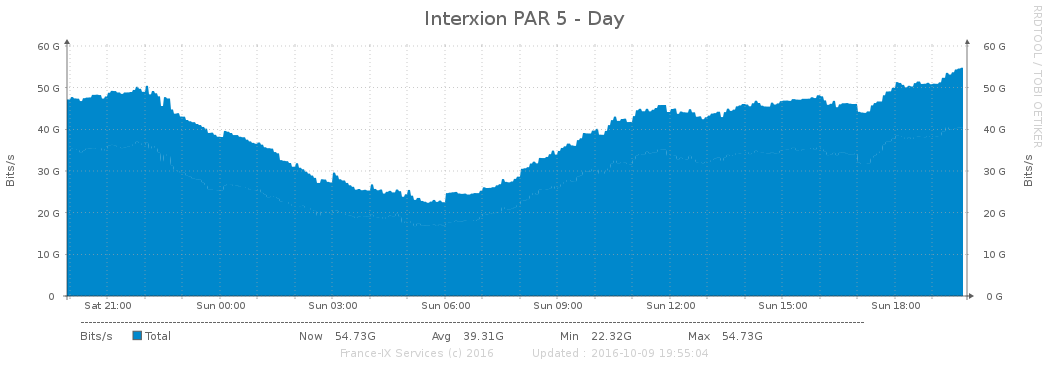 Interxion PAR 5 - Day
RRDTOOL / TOBI OETIKER
60 G 60 G
50 G 50 G
40 G 40 G
30 G 30 G
20 G 20 G
10 G 10 G
0 0 G
Bits/s
Bits/s
Sat 21:00 Sun 00:00 Sun 03:00 Sun 06:00 Sun 09:00 Sun 12:00 Sun 15:00 Sun 18:00
Bits/s Total Now 54.73G Avg 39.31G Min 22.32G Max 54.73G
France-IX Services (c) 2016 Updated : 2016-10-09 19:55:04